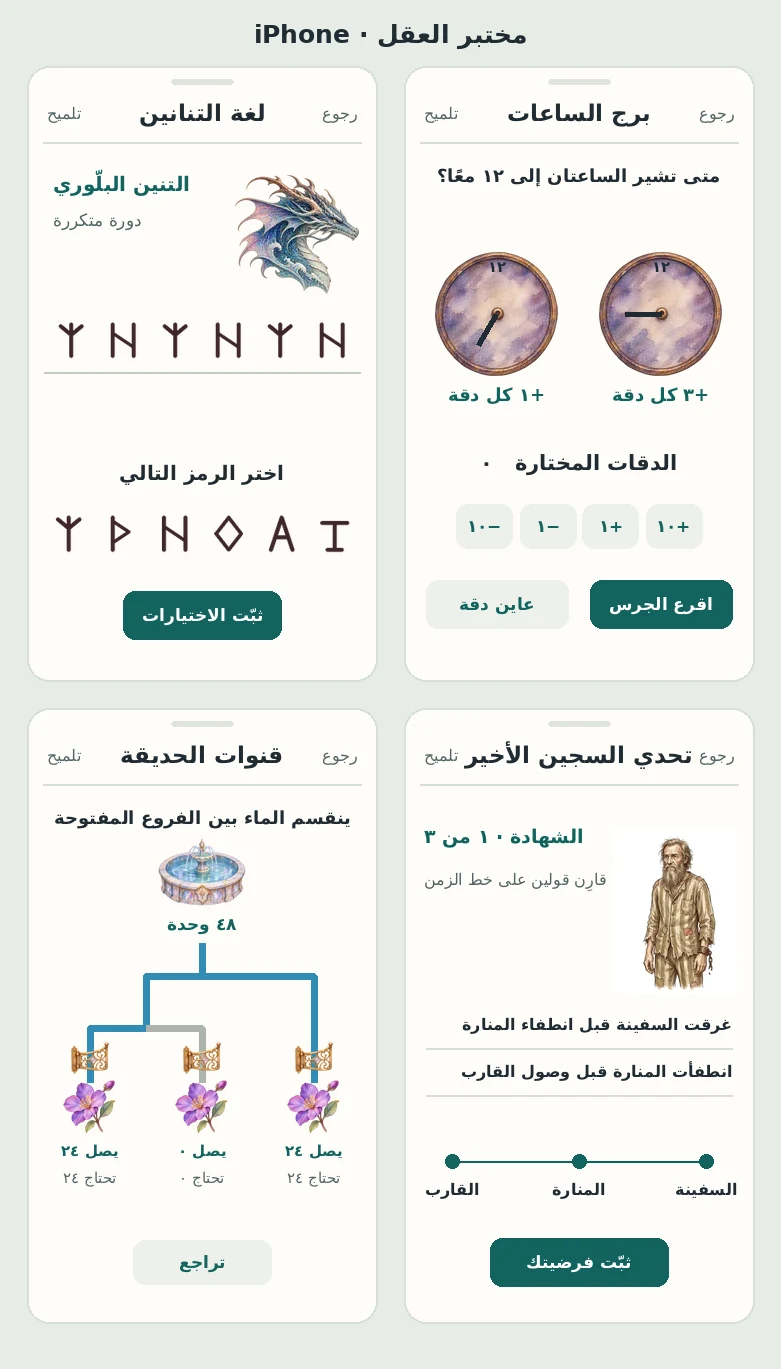 مختبر العقل · iPhone
رجوع
برج الساعات
تلميح
متى تشير الساعتان إلى ١٢ معًا؟
١٢
١٢
+٣ كل دقة
+١ كل دقة
الدقات المختارة ٠
+١٠
+١
−١
−١٠
اقرع الجرس
عاين دقة
رجوع
لغة التنانين
تلميح
التنين البلّوري
دورة متكررة
اختر الرمز التالي
ثبّت الاختيارات
رجوع
تحدي السجين الأخير
تلميح
الشهادة · ١ من ٣
قارِن قولين على خط الزمن
غرقت السفينة قبل انطفاء المنارة
انطفأت المنارة قبل وصول القارب
السفينة
المنارة
القارب
ثبّت فرضيتك
رجوع
قنوات الحديقة
تلميح
ينقسم الماء بين الفروع المفتوحة
٤٨ وحدة
يصل ٢٤
يصل ٠
يصل ٢٤
تحتاج ٢٤
تحتاج ٠
تحتاج ٢٤
تراجع